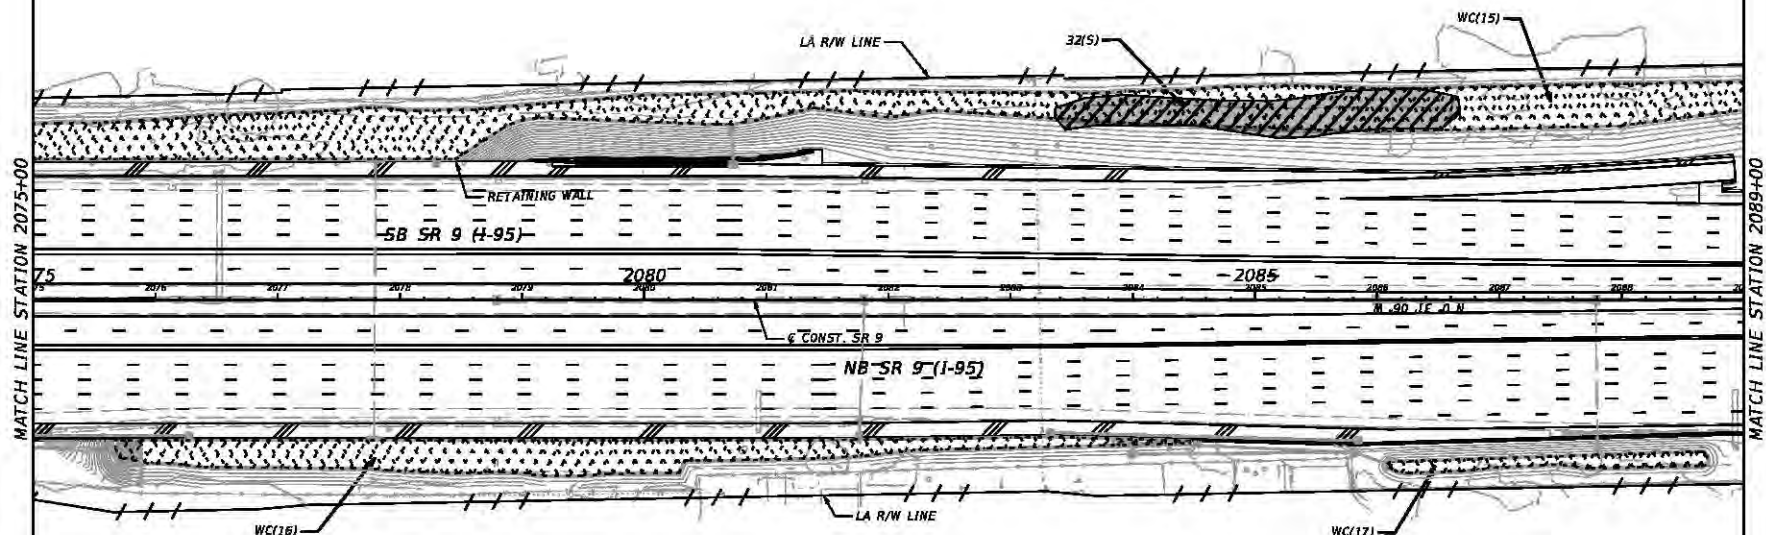 WC(15)
LA R/W LINE
32(S)
MATCH LINE STATION 2075+00
MATCH LINE STATION 2089+00
RETAINING WALL
SB SR 9 (I-95)
75 2080 2085
2076 2077 2078 2079 2080 2081 2082 2083 2084 2085 2086 2087 2088
℄ CONST. SR 9
NB SR 9 (I-95)
LA R/W LINE
WC(16)
WC(17)